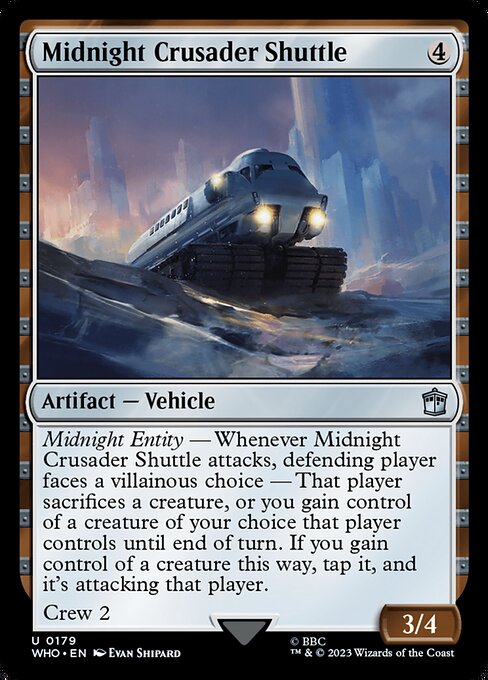 Midnight Crusader Shuttle 4
Artifact — Vehicle
Midnight Entity — Whenever Midnight
Crusader Shuttle attacks, defending player
faces a villainous choice — That player
sacrifices a creature, or you gain control
of a creature of your choice that player
controls until end of turn. If you gain
control of a creature this way, tap it, and
it's attacking that player.
Crew 2
3/4
U 0179
WHO • EN Evan Shipard
© BBC
™ & © 2023 Wizards of the Coast